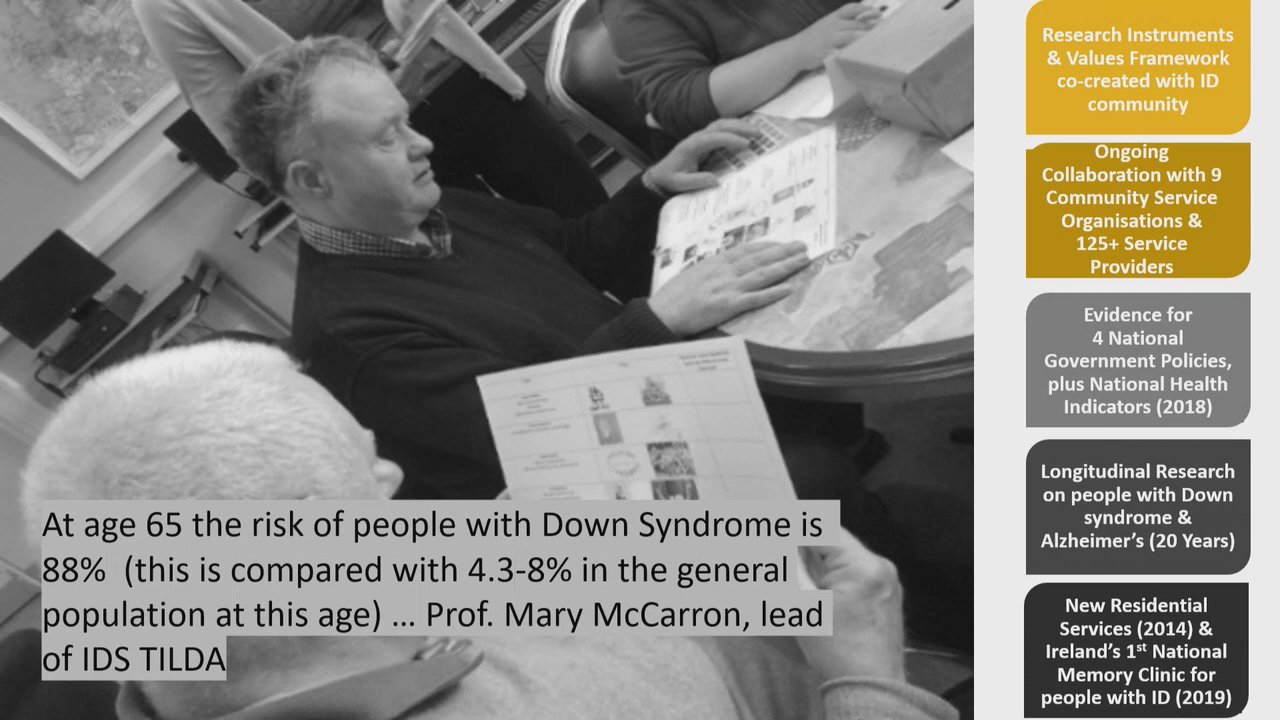 At age 65 the risk of people with Down Syndrome is
88% (this is compared with 4.3-8% in the general
population at this age) … Prof. Mary McCarron, lead
of IDS TILDA
Research Instruments
& Values Framework
co-created with ID
community
Ongoing
Collaboration with 9
Community Service
Organisations &
125+ Service
Providers
Evidence for
4 National
Government Policies,
plus National Health
Indicators (2018)
Longitudinal Research
on people with Down
syndrome &
Alzheimer's (20 Years)
New Residential
Services (2014) &
Ireland's 1st National
Memory Clinic for
people with ID (2019)